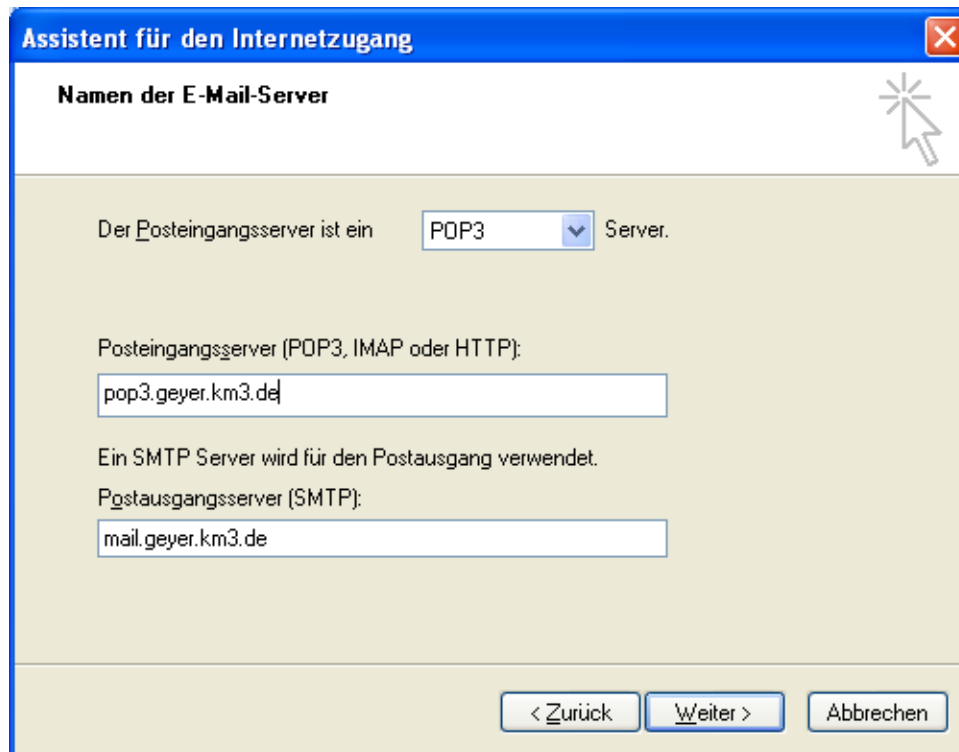 Assistent für den Internetzugang
Namen der E-Mail-Server
Der Posteingangsserver ist ein POP3 Server.
Posteingangsserver (POP3, IMAP oder HTTP):
pop3.geyer.km3.de
Ein SMTP Server wird für den Postausgang verwendet.
Postausgangsserver (SMTP):
mail.geyer.km3.de
< Zurück Weiter > Abbrechen